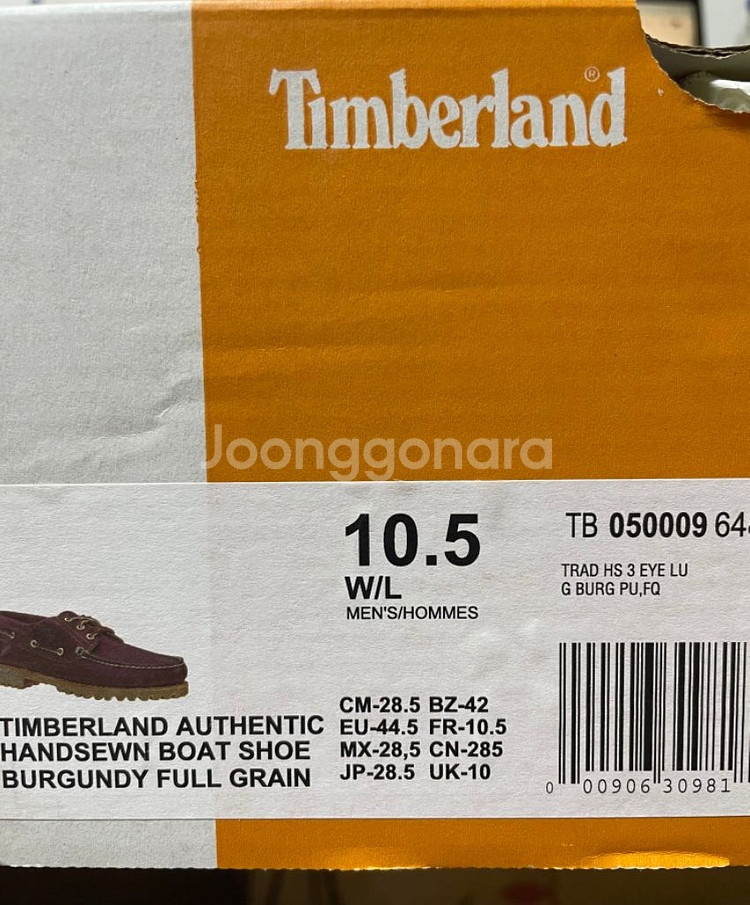 Timberland®
Joonggonara
10.5
W/L
MEN'S/HOMMES
TB 050009 648
TRAD HS 3 EYE LU
G BURG PU,FQ
TIMBERLAND AUTHENTIC
HANDSEWN BOAT SHOE
BURGUNDY FULL GRAIN
CM-28.5 BZ-42
EU-44.5 FR-10.5
MX-28,5 CN-285
JP-28.5 UK-10
0 00906 30981